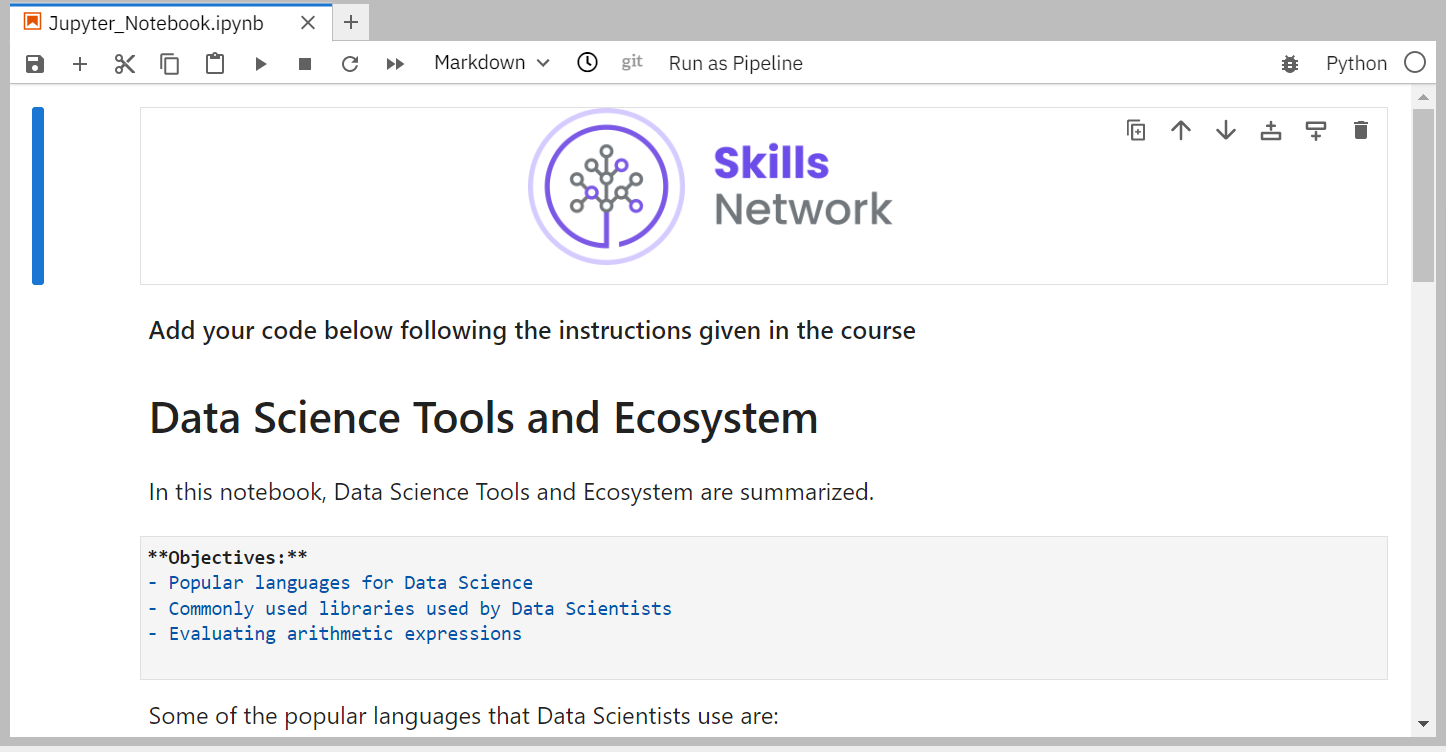 Jupyter_Notebook.ipynb
Markdown git Run as Pipeline Python
Skills
Network
Add your code below following the instructions given in the course
Data Science Tools and Ecosystem
In this notebook, Data Science Tools and Ecosystem are summarized.
**Objectives:**
- Popular languages for Data Science
- Commonly used libraries used by Data Scientists
- Evaluating arithmetic expressions
Some of the popular languages that Data Scientists use are: